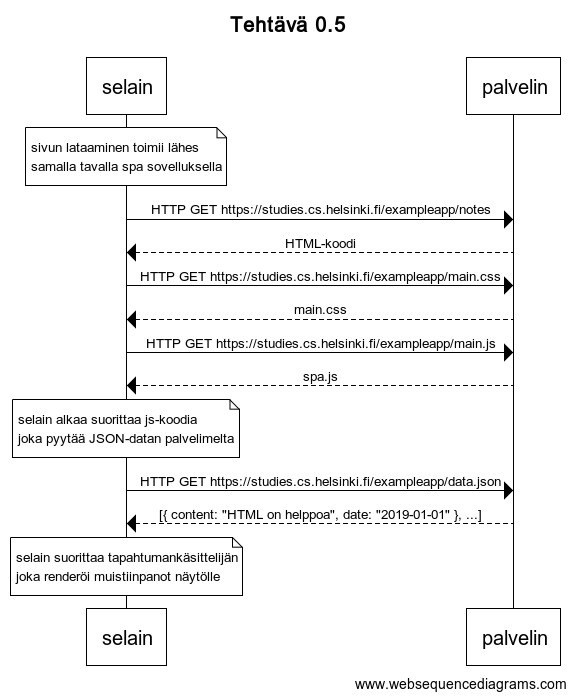 Tehtävä 0.5
selain
palvelin
sivun lataaminen toimii lähes
samalla tavalla spa sovelluksella
HTTP GET https://studies.cs.helsinki.fi/exampleapp/notes
HTML-koodi
HTTP GET https://studies.cs.helsinki.fi/exampleapp/main.css
main.css
HTTP GET https://studies.cs.helsinki.fi/exampleapp/main.js
spa.js
selain alkaa suorittaa js-koodia
joka pyytää JSON-datan palvelimelta
HTTP GET https://studies.cs.helsinki.fi/exampleapp/data.json
[{ content: "HTML on helppoa", date: "2019-01-01" }, ...]
selain suorittaa tapahtumankäsittelijän
joka renderöi muistiinpanot näytölle
selain
palvelin
www.websequencediagrams.com